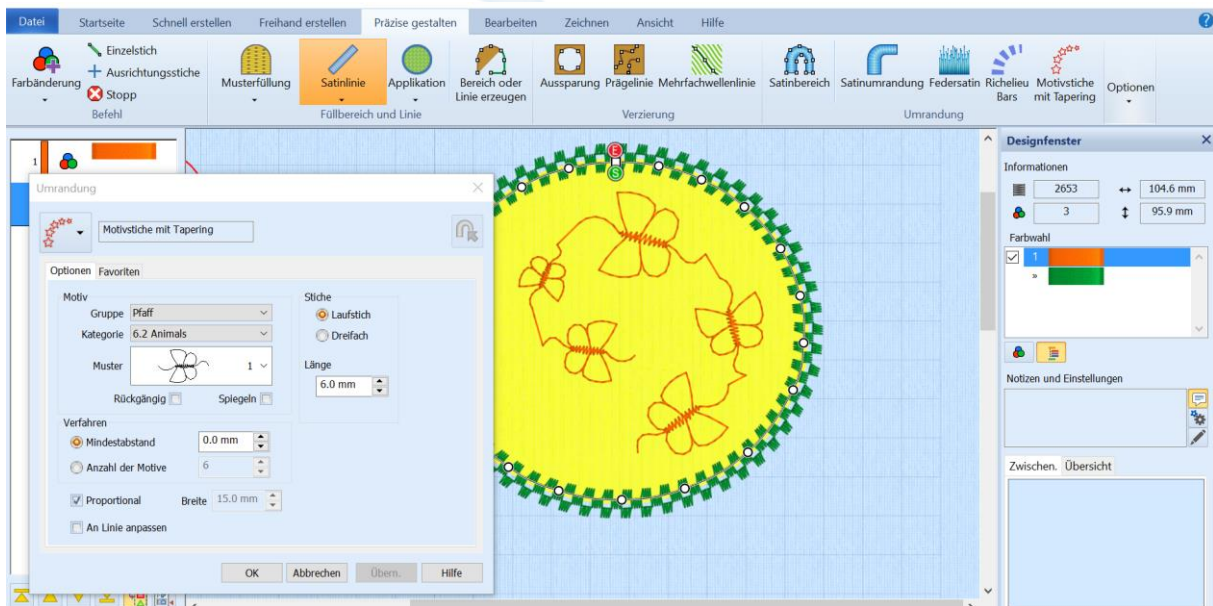 Datei Startseite Schnell erstellen Freihand erstellen Präzise gestalten Bearbeiten Zeichnen Ansicht Hilfe ?
Farbänderung
Einzelstich
Ausrichtungsstiche
Stopp
Befehl
Musterfüllung
Satinlinie
Applikation
Bereich oder
Linie erzeugen
Füllbereich und Linie
Aussparung
Prägelinie
Mehrfachwellenlinie
Verzierung
Satinbereich
Satinumrandung
Federsatin
Richelieu
Bars
Motivstiche
mit Tapering
Umrandung
Optionen
1
Umrandung
Motivstiche mit Tapering
Optionen Favoriten
Motiv
Gruppe Pfaff
Kategorie 6.2 Animals
Muster 1
Rückgängig Spiegeln
Verfahren
Mindestabstand 0.0 mm
Anzahl der Motive 6
Proportional Breite 15.0 mm
An Linie anpassen
Stiche
Laufstich
Dreifach
Länge
6.0 mm
OK Abbrechen Übern. Hilfe
E
S
Designfenster
Informationen
2653 104.6 mm
3 95.9 mm
Farbwahl
1
»
Notizen und Einstellungen
Zwischen. Übersicht